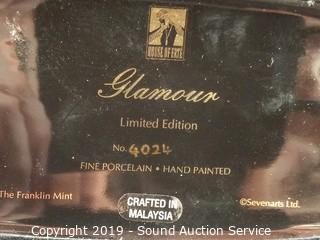 HOUSE OF ERTÉ
Glamour
Limited Edition
No. 4024
FINE PORCELAIN • HAND PAINTED
The Franklin Mint
CRAFTED IN
MALAYSIA
©Sevenarts Ltd.
Copyright 2019 - Sound Auction Service